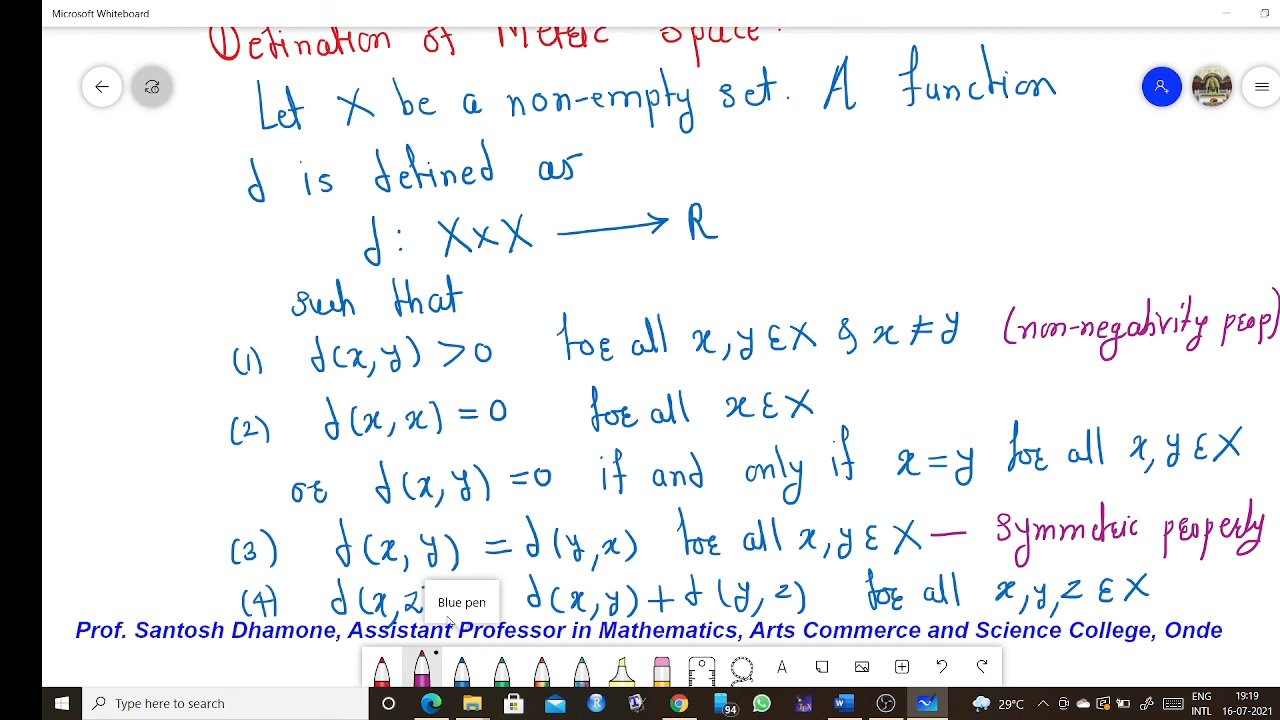 Microsoft Whiteboard
Defination of Metric Space.
Let X be a non-empty set. A function
d is defined as
d: X×X ⟶ R
such that
(1) d(x,y) >0 for all x,y ∈ X & x ≠ y (non-negativity prop)
(2) d(x,x) = 0 for all x ∈ X
or d(x,y) =0 if and only if x=y for all x,y ∈ X
(3) d(x,y) = d(y,x) for all x,y ∈ X — symmetric property
(4) d(x,z d(x,y) + d(y,z) for all x,y,z ∈ X
Blue pen
Prof. Santosh Dhamone, Assistant Professor in Mathematics, Arts Commerce and Science College, Onde
A
Type here to search
94
29°C
ENG
INTL
19:19
16-07-2021